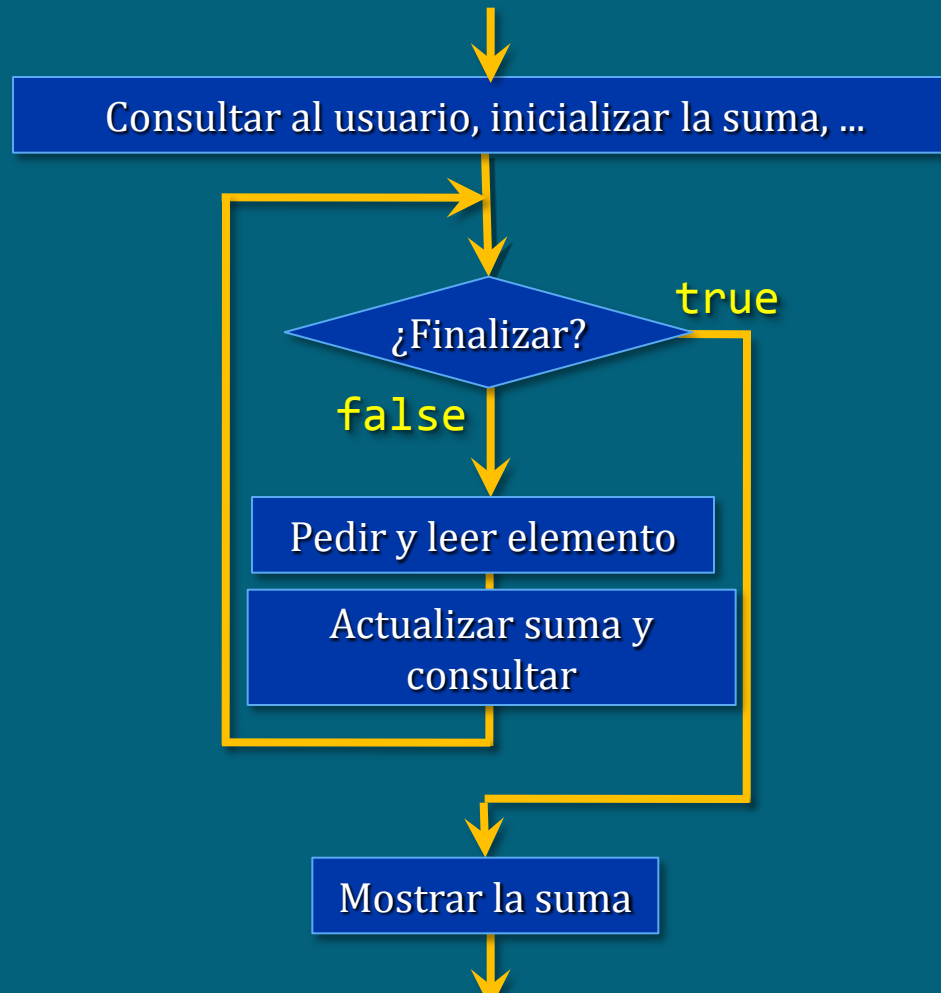 Consultar al usuario, inicializar la suma, ...
true
¿Finalizar?
false
Pedir y leer elemento
Actualizar suma y
consultar
Mostrar la suma